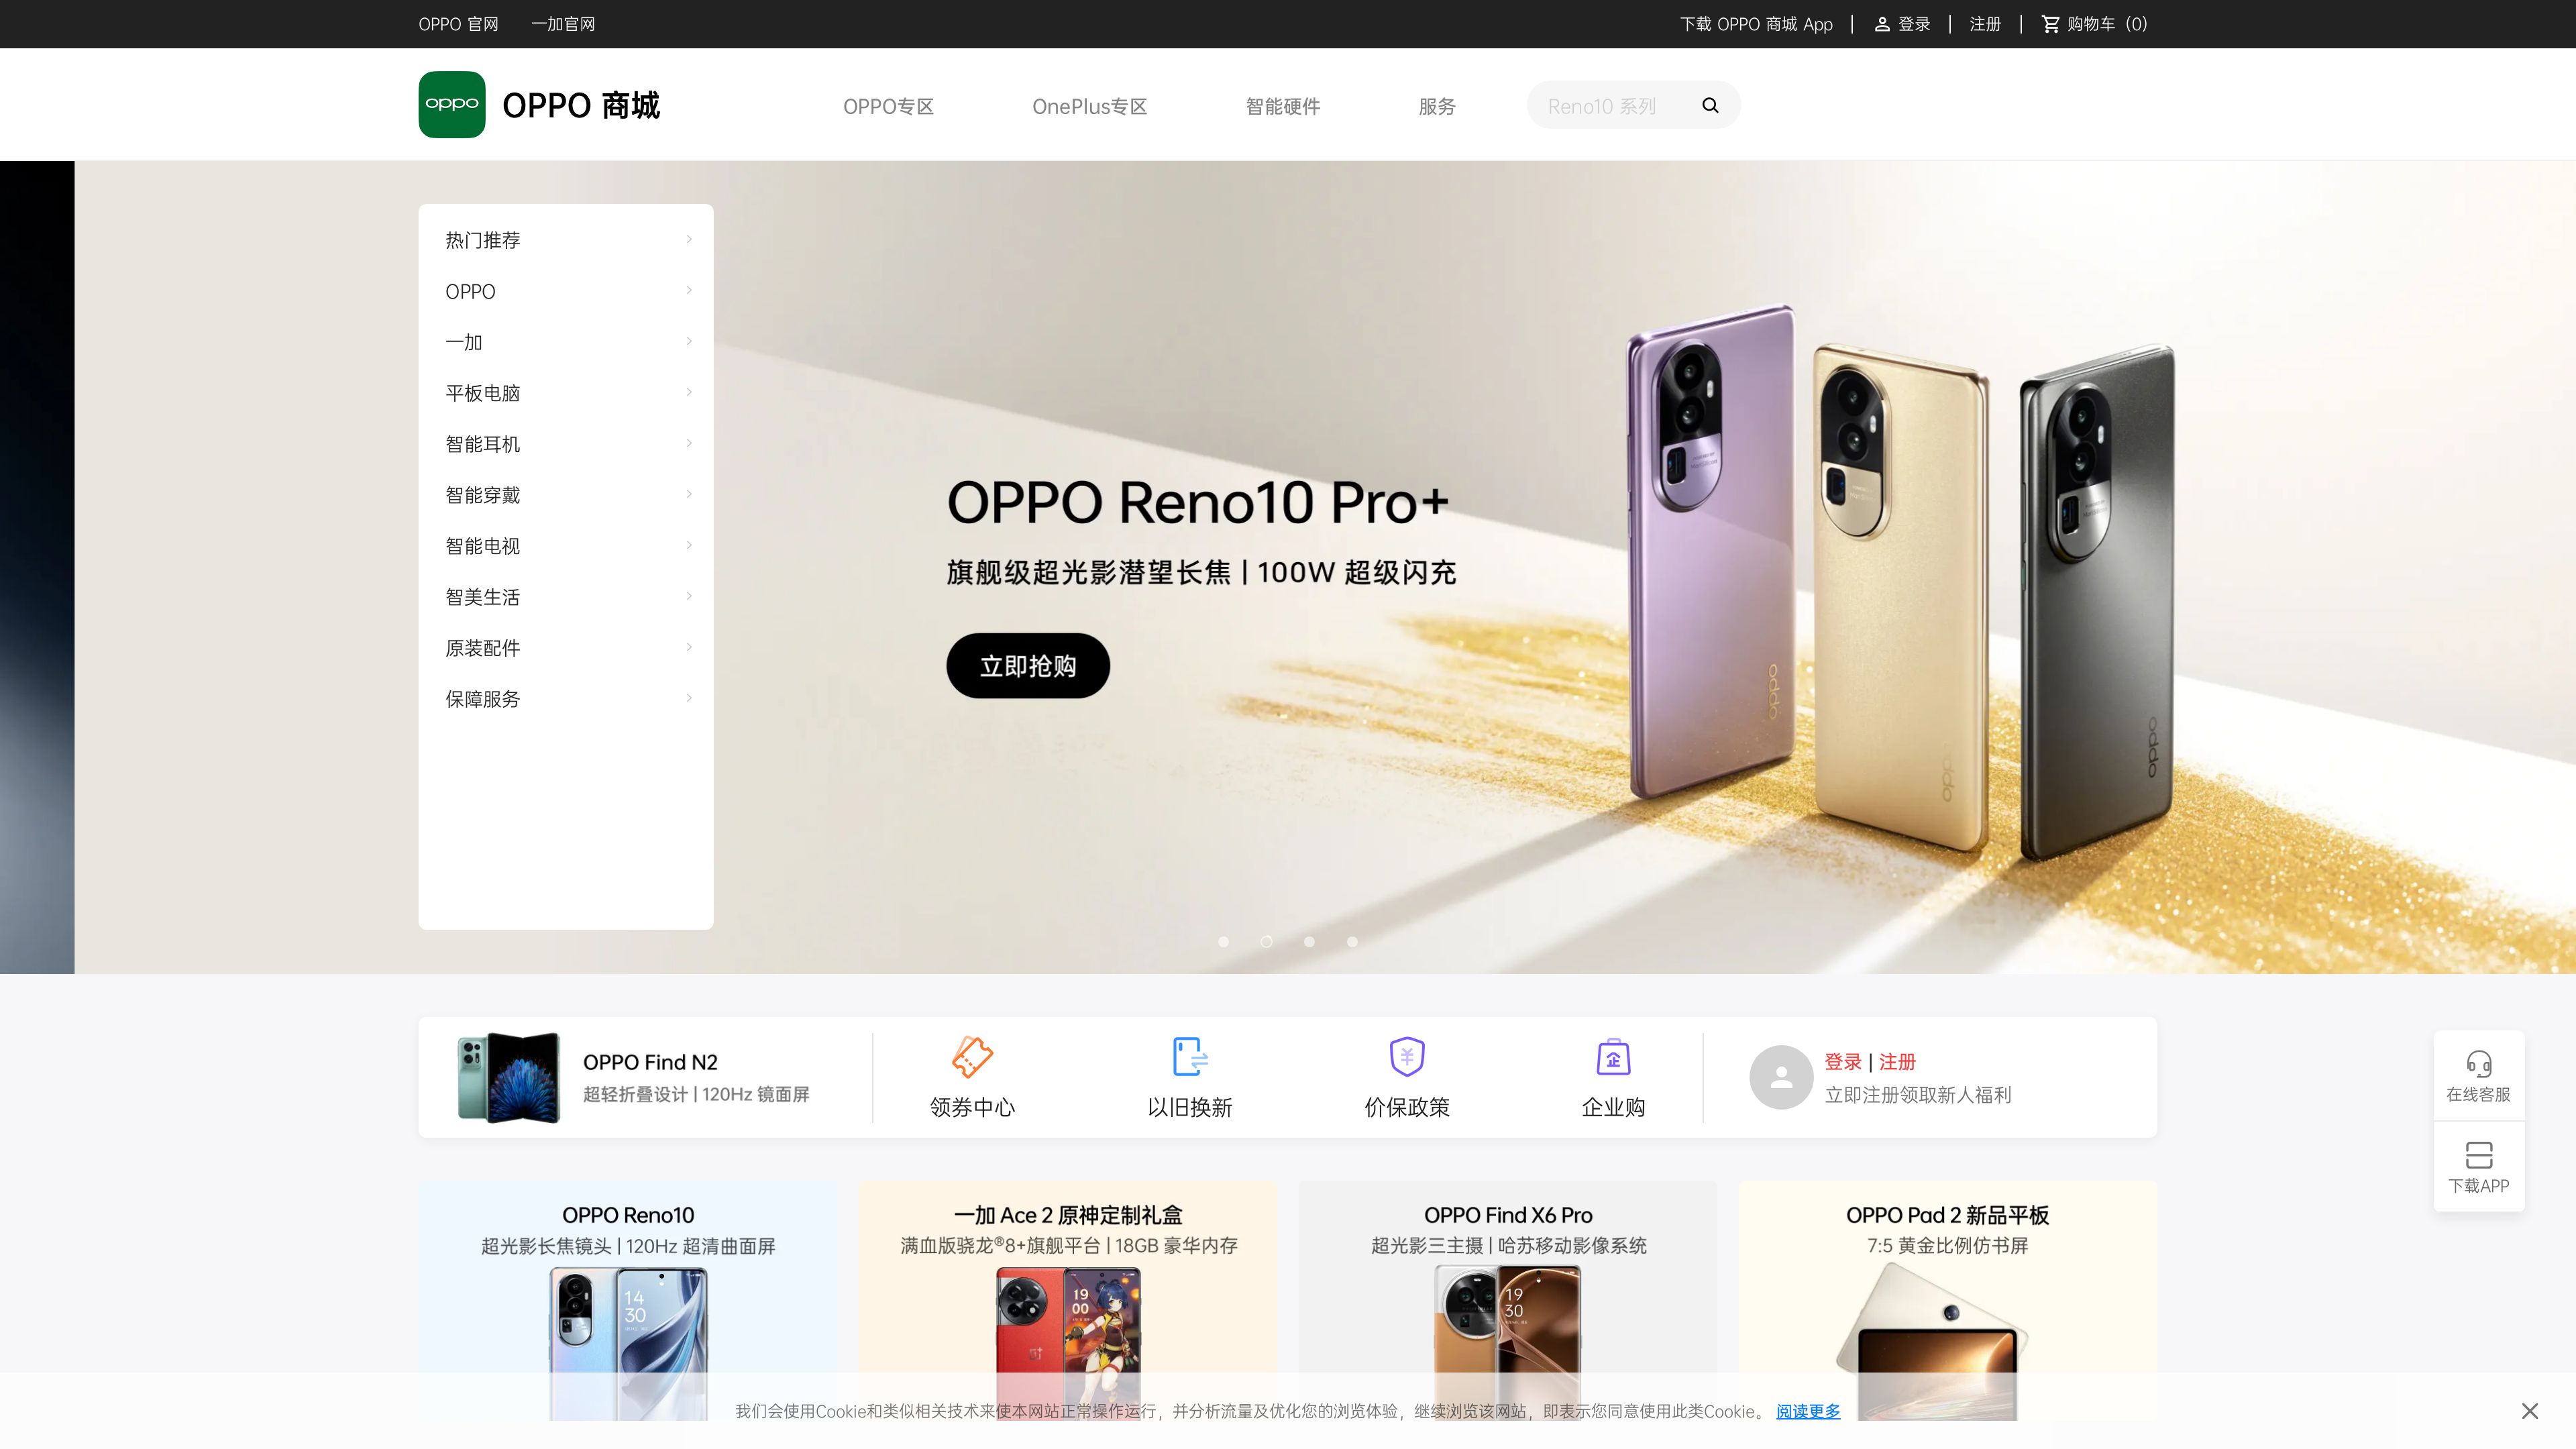 OPPO 官网
一加官网
下载 OPPO 商城 App
登录
注册
购物车（0）
oppo
OPPO 商城
OPPO专区
OnePlus专区
智能硬件
服务
Reno10 系列
热门推荐
OPPO
一加
平板电脑
智能耳机
智能穿戴
智能电视
智美生活
原装配件
保障服务
OPPO Reno10 Pro+
旗舰级超光影潜望长焦 | 100W 超级闪充
立即抢购
oppo
oppo
oppo
OPPO Find N2
超轻折叠设计 | 120Hz 镜面屏
领券中心
以旧换新
价保政策
企
企业购
登录 | 注册
立即注册领取新人福利
在线客服
下载APP
OPPO Reno10
超光影长焦镜头 | 120Hz 超清曲面屏
14
30
一加 Ace 2 原神定制礼盒
满血版骁龙®8+旗舰平台 | 18GB 豪华内存
19
00
OPPO Find X6 Pro
超光影三主摄 | 哈苏移动影像系统
19
30
OPPO Pad 2 新品平板
7:5 黄金比例仿书屏
我们会使用Cookie和类似相关技术来使本网站正常操作运行，并分析流量及优化您的浏览体验，继续浏览该网站，即表示您同意使用此类Cookie。 阅读更多